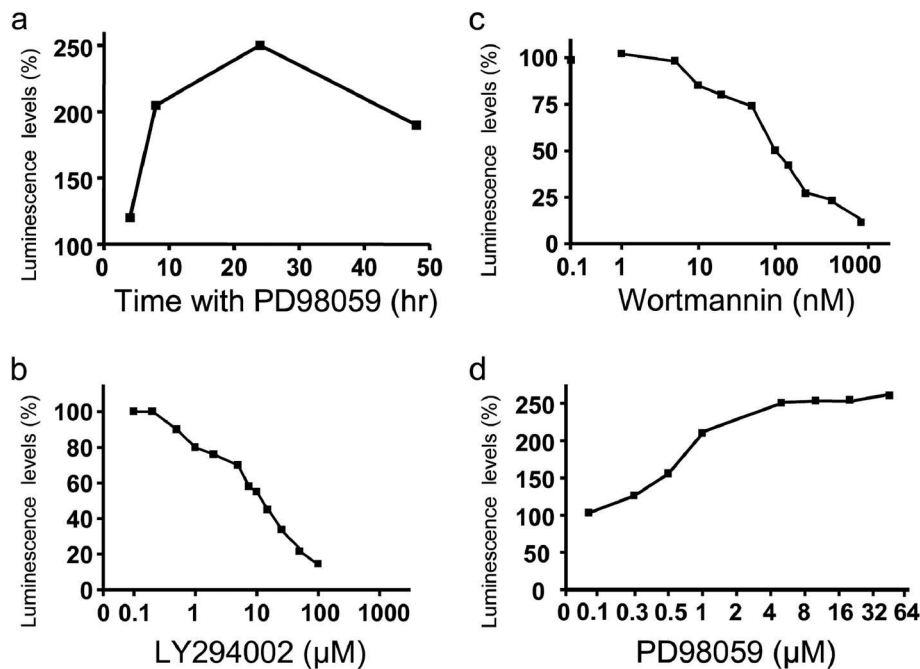 a
Luminescence levels (%)
250
200
150
100
0 10 20 30 40 50
Time with PD98059 (hr)
c
Luminescence levels (%)
100
75
50
25
0
0.1 1 10 100 1000
Wortmannin (nM)
b
Luminescence levels (%)
100
80
60
40
20
0
0 0.1 1 10 100 1000
LY294002 (µM)
d
Luminescence levels (%)
250
200
150
100
50
0
0 0.1 0.3 0.5 1 2 4 8 16 32 64
PD98059 (µM)